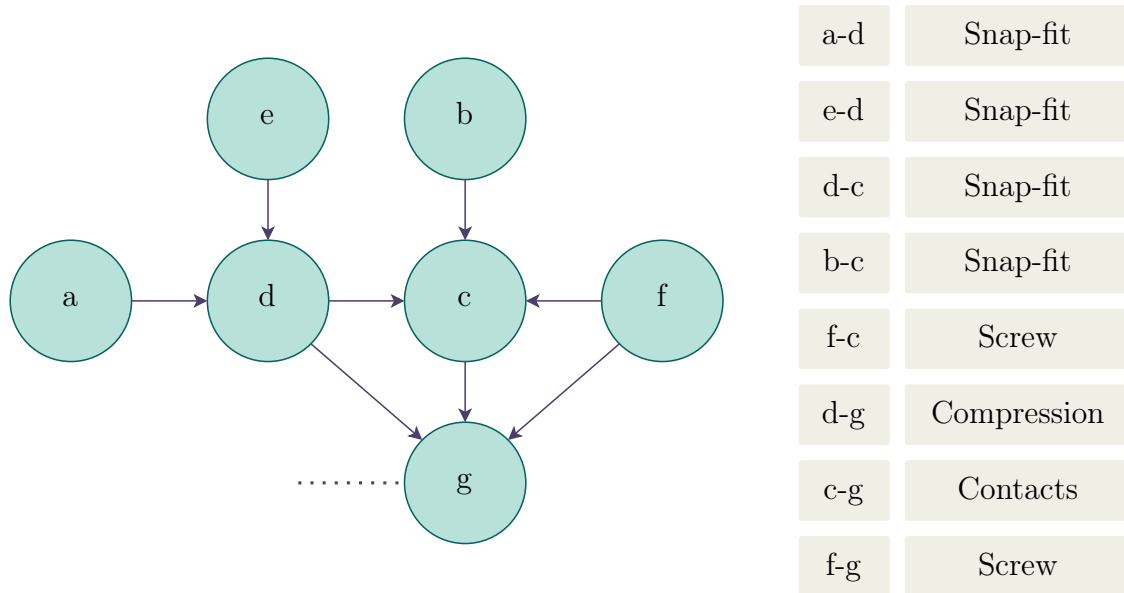 e
b
a
d
c
f
g
a-d Snap-fit
e-d Snap-fit
d-c Snap-fit
b-c Snap-fit
f-c Screw
d-g Compression
c-g Contacts
f-g Screw